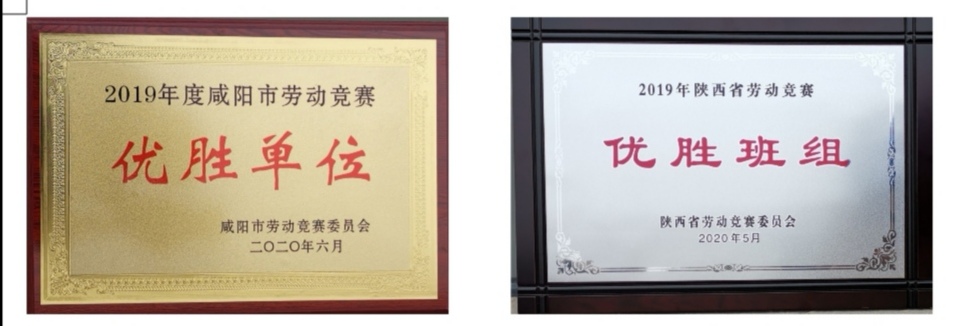 2019年度咸阳市劳动竞赛
优胜单位
咸阳市劳动竞赛委员会
二〇二〇年六月
2019年陕西省劳动竞赛
优胜班组
陕西省劳动竞赛委员会
2020年5月